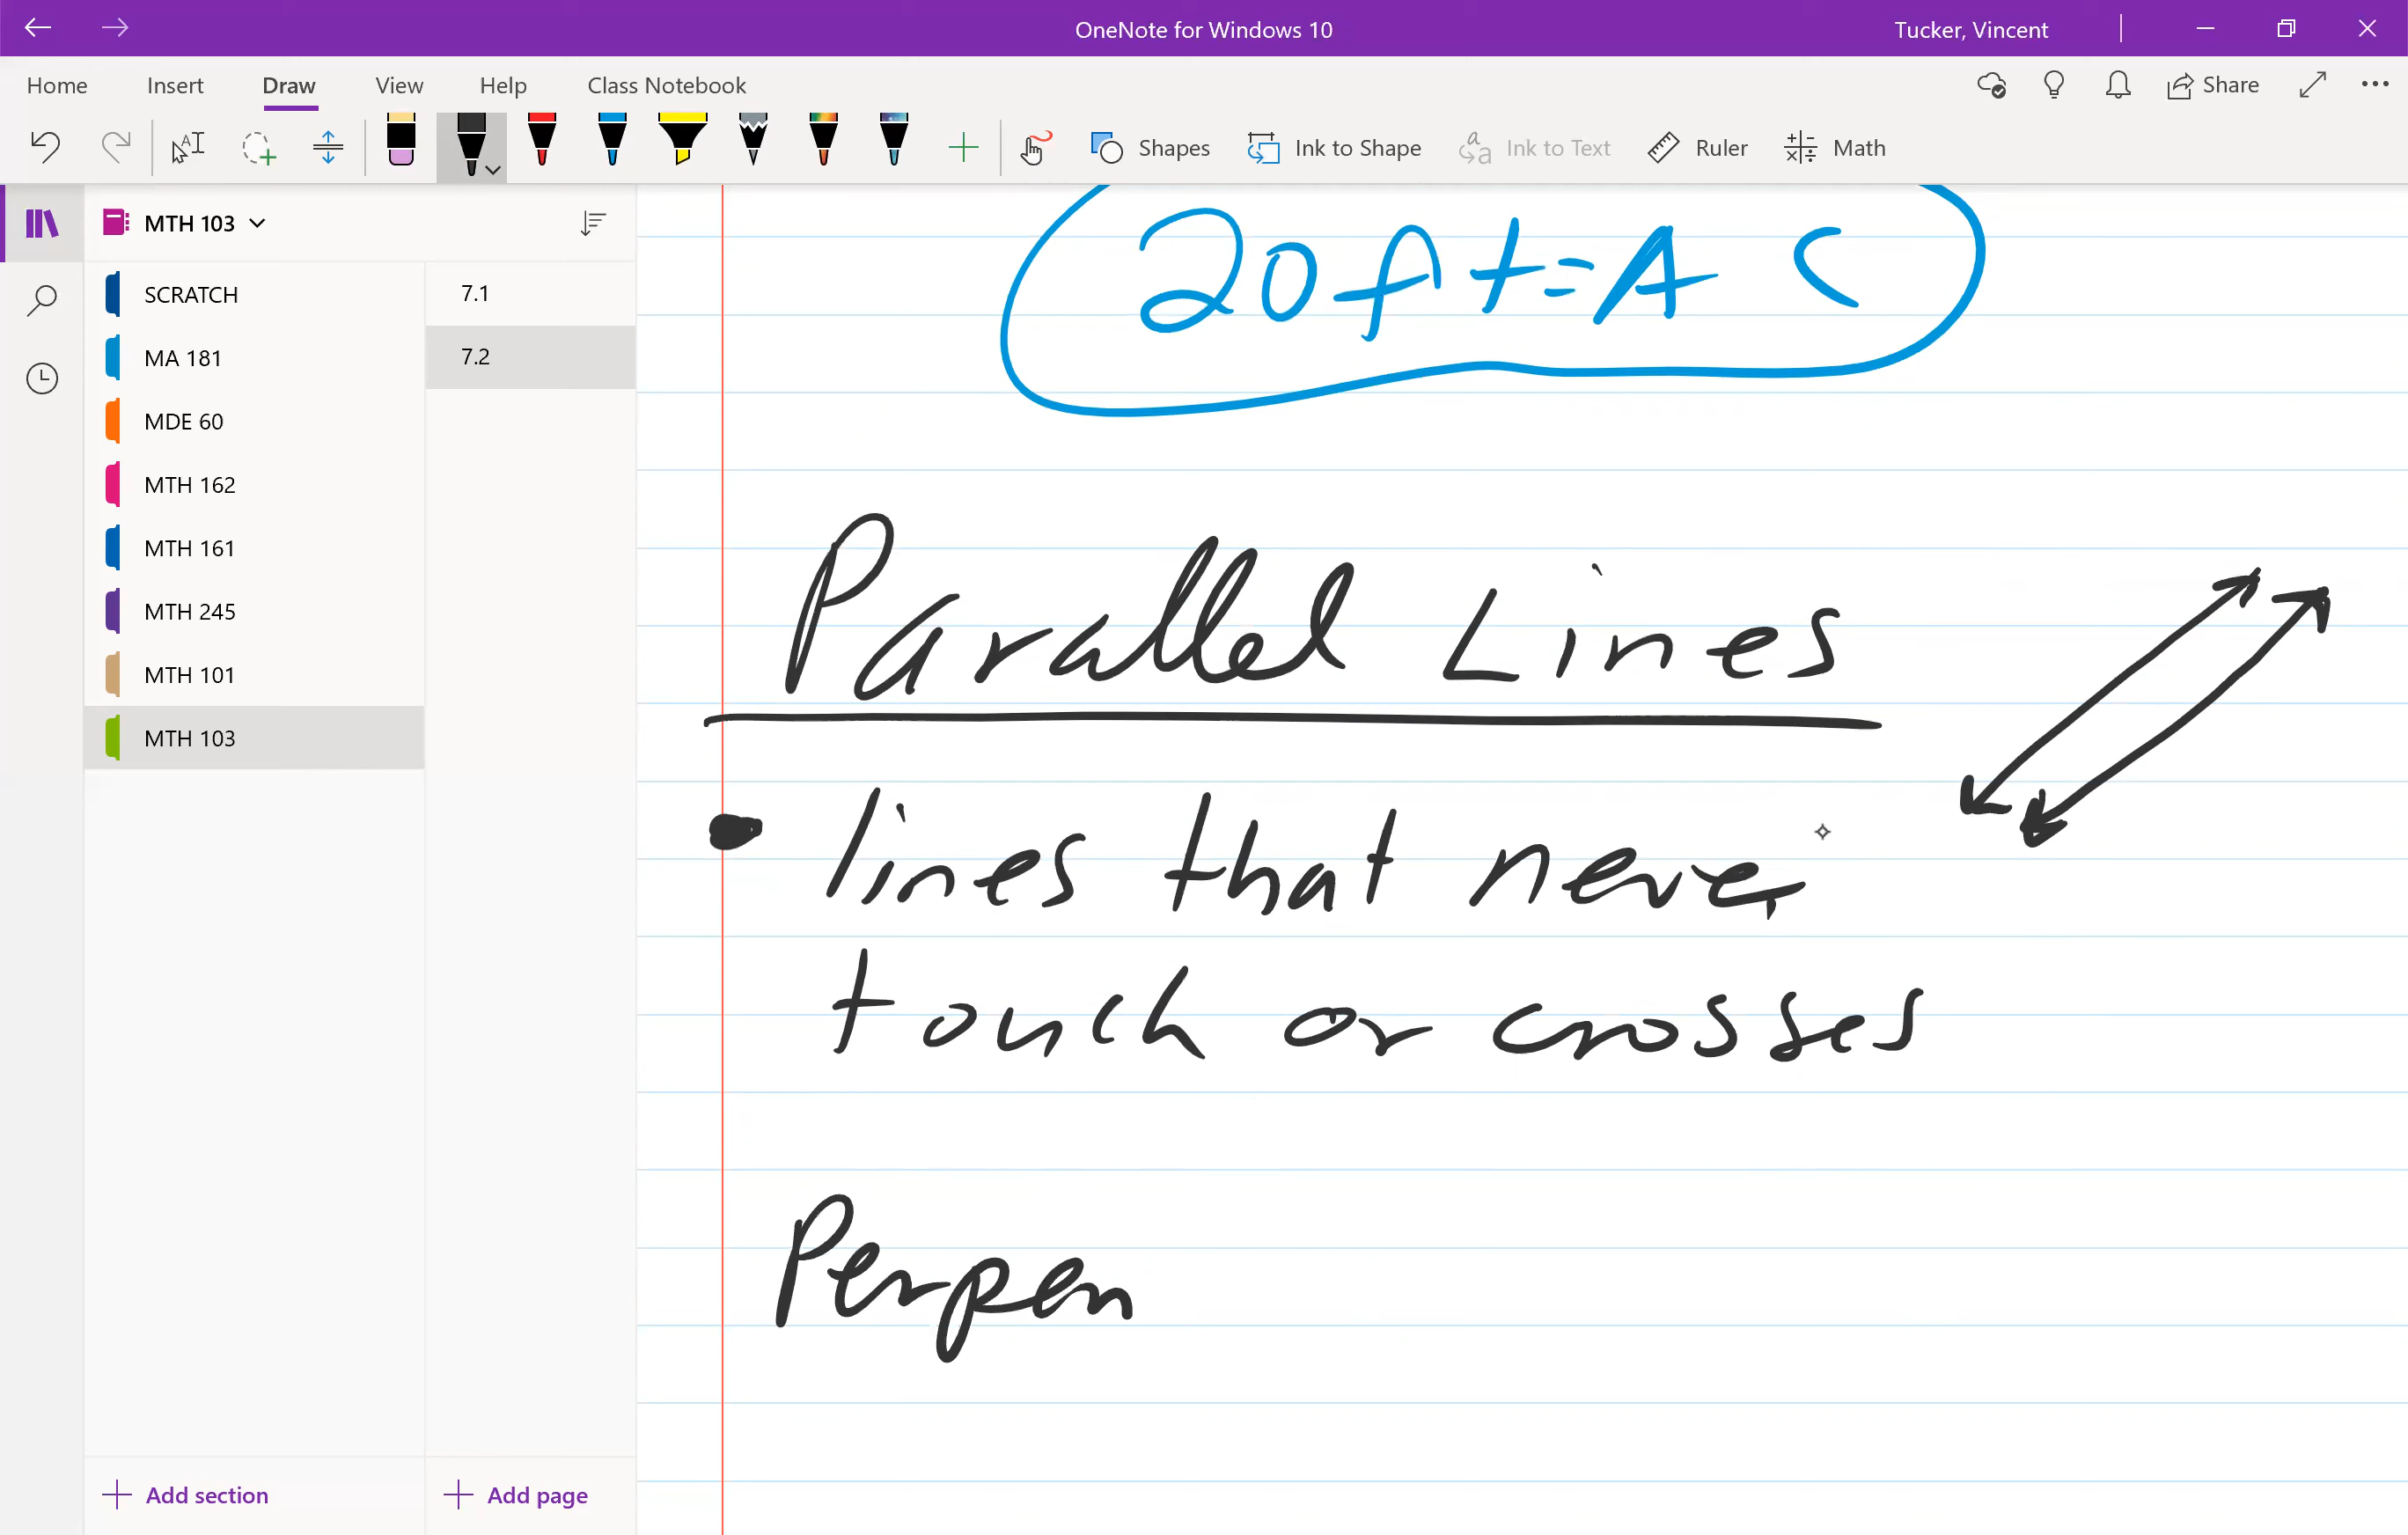 OneNote for Windows 10
Tucker, Vincent
Home Insert Draw View Help Class Notebook
Share
Shapes Ink to Shape Ink to Text Ruler Math
MTH 103
SCRATCH
MA 181
MDE 60
MTH 162
MTH 161
MTH 245
MTH 101
MTH 103
Add section
7.1
7.2
Add page
20ft=AC
Parallel Lines
• lines that never
touch or crosses
Perpen